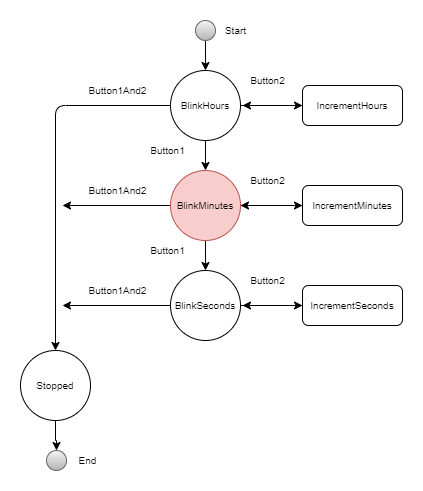 Start
Button1And2
Button2
BlinkHours
IncrementHours
Button1
Button1And2
Button2
BlinkMinutes
IncrementMinutes
Button1
Button1And2
Button2
BlinkSeconds
IncrementSeconds
Stopped
End